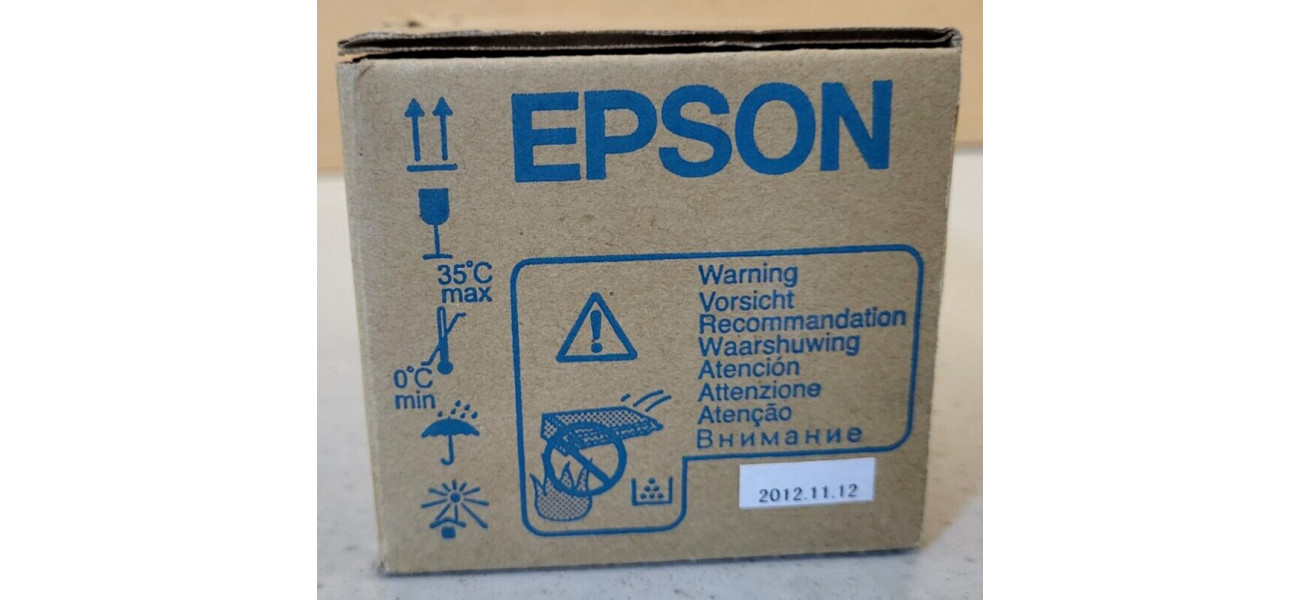 EPSON
35°C
max
0°C
min
Warning
Vorsicht
Recommandation
Waarshuwing
Atención
Attenzione
Atenção
Внимание
2012.11.12